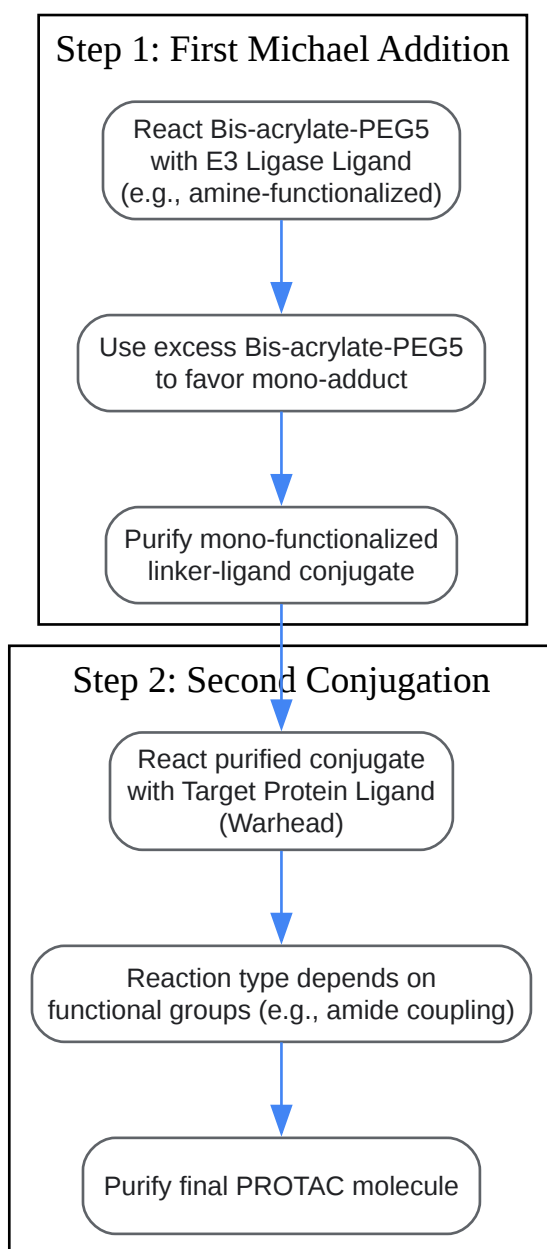 Step 1: First Michael Addition
React Bis-acrylate-PEG5
with E3 Ligase Ligand
(e.g., amine-functionalized)
Use excess Bis-acrylate-PEG5
to favor mono-adduct
Purify mono-functionalized
linker-ligand conjugate
Step 2: Second Conjugation
React purified conjugate
with Target Protein Ligand
(Warhead)
Reaction type depends on
functional groups (e.g., amide coupling)
Purify final PROTAC molecule